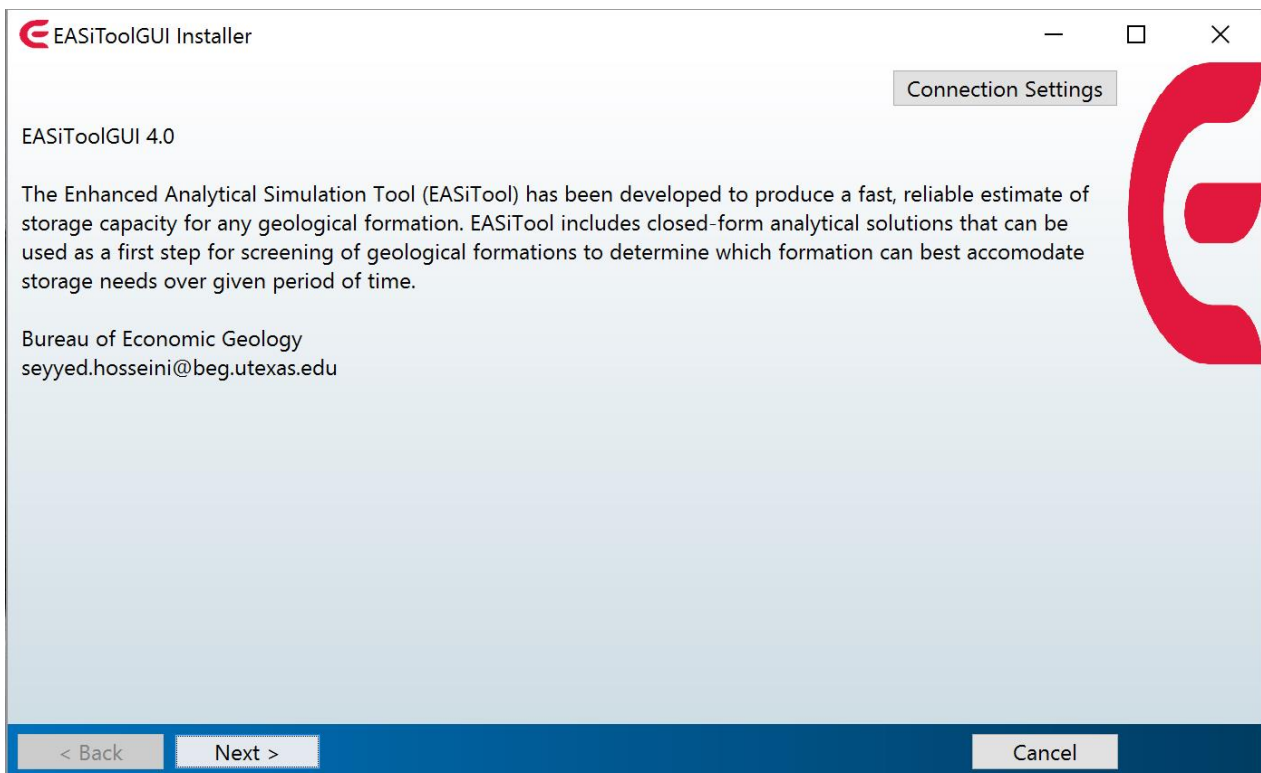 EASiToolGUI Installer
Connection Settings
EASiToolGUI 4.0
The Enhanced Analytical Simulation Tool (EASiTool) has been developed to produce a fast, reliable estimate of
storage capacity for any geological formation. EASiTool includes closed-form analytical solutions that can be
used as a first step for screening of geological formations to determine which formation can best accomodate
storage needs over given period of time.
Bureau of Economic Geology
seyyed.hosseini@beg.utexas.edu
< Back
Next >
Cancel